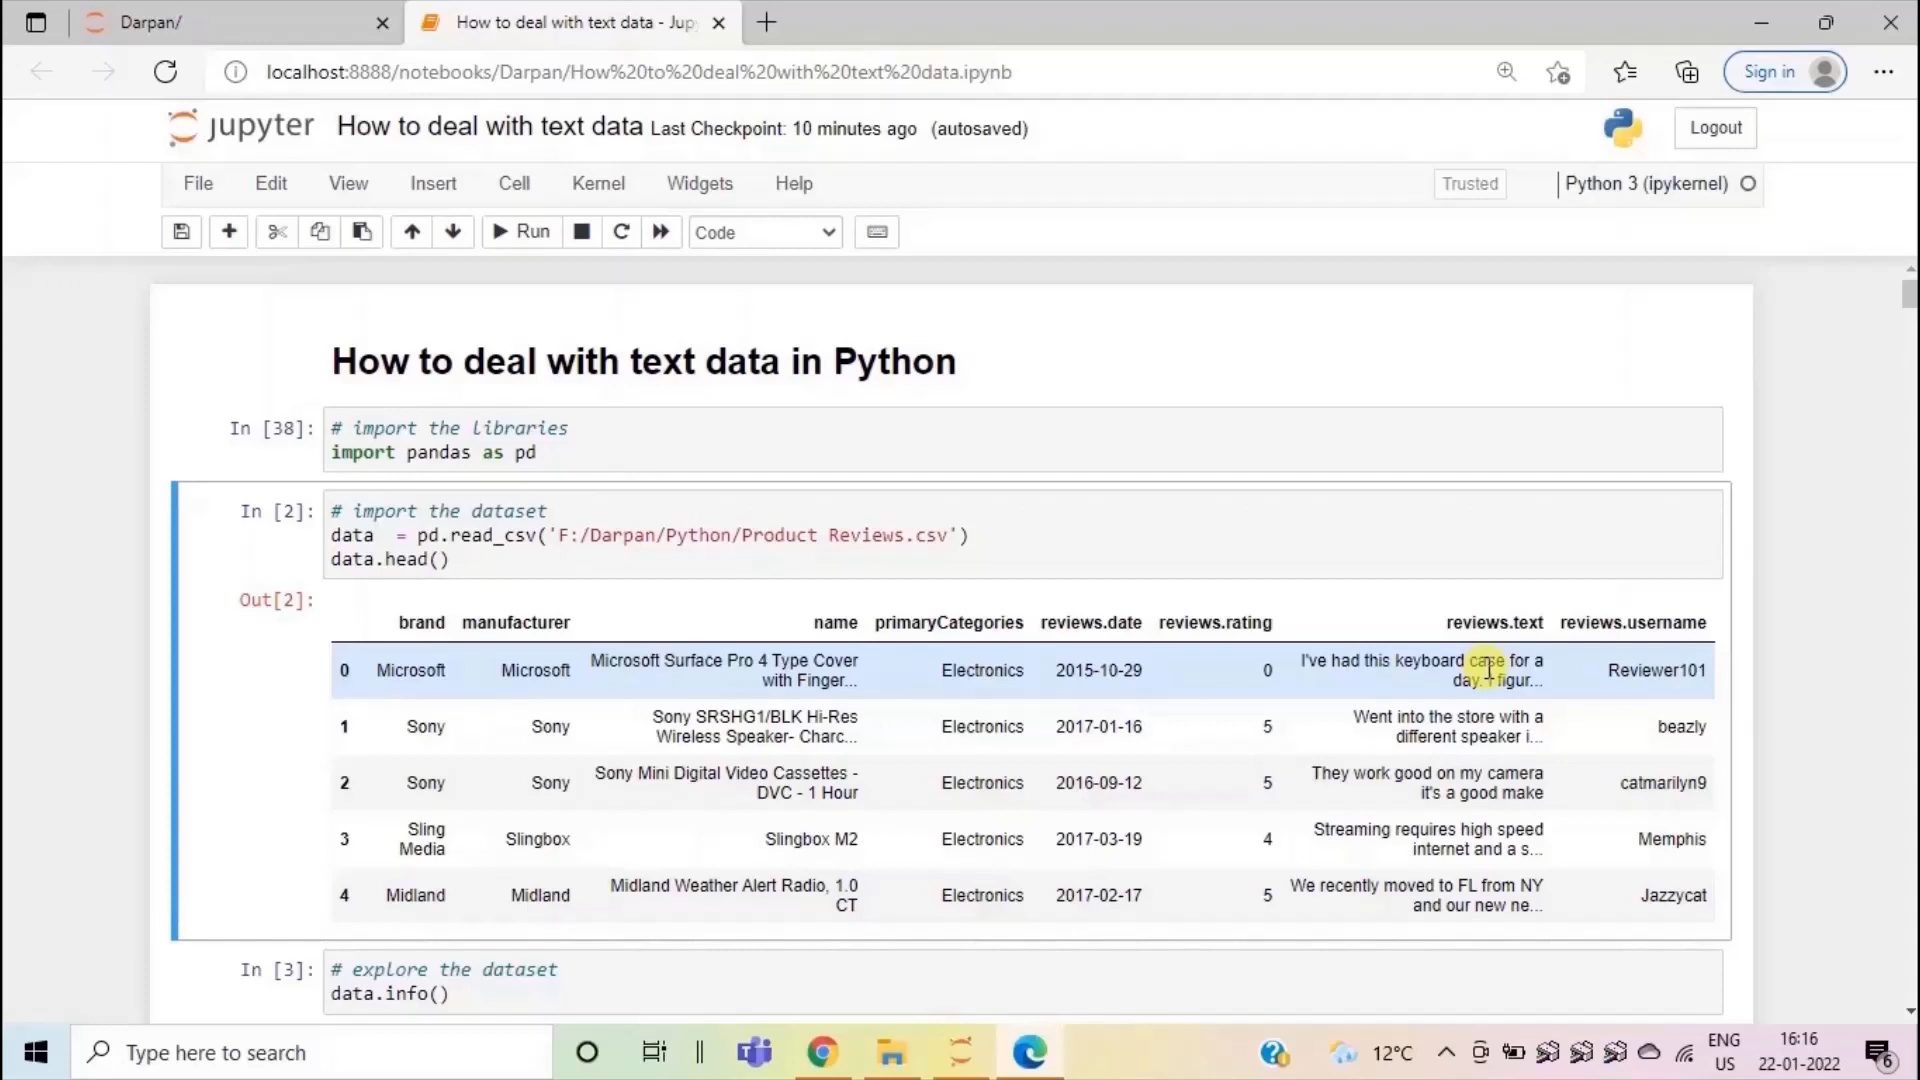 Darpan/
How to deal with text data - Jup
localhost:8888/notebooks/Darpan/How%20to%20deal%20with%20text%20data.ipynb
Sign in
jupyter How to deal with text data Last Checkpoint: 10 minutes ago (autosaved)
Logout
File Edit View Insert Cell Kernel Widgets Help
Trusted
Python 3 (ipykernel)
Run
Code
How to deal with text data in Python
In [38]: # import the libraries
import pandas as pd
In [2]: # import the dataset
data = pd.read_csv('F:/Darpan/Python/Product Reviews.csv')
data.head()
Out[2]:
brand manufacturer name primaryCategories reviews.date reviews.rating reviews.text reviews.username
0 Microsoft Microsoft Microsoft Surface Pro 4 Type Cover with Finger... Electronics 2015-10-29 0 I've had this keyboard case for a day. I figur... Reviewer101
1 Sony Sony Sony SRSHG1/BLK Hi-Res Wireless Speaker- Charc... Electronics 2017-01-16 5 Went into the store with a different speaker i... beazly
2 Sony Sony Sony Mini Digital Video Cassettes - DVC - 1 Hour Electronics 2016-09-12 5 They work good on my camera it's a good make catmarilyn9
3 Sling Media Slingbox Slingbox M2 Electronics 2017-03-19 4 Streaming requires high speed internet and a s... Memphis
4 Midland Midland Midland Weather Alert Radio, 1.0 CT Electronics 2017-02-17 5 We recently moved to FL from NY and our new ne... Jazzycat
In [3]: # explore the dataset
data.info()
Type here to search
12°C
ENG
US
16:16
22-01-2022
6